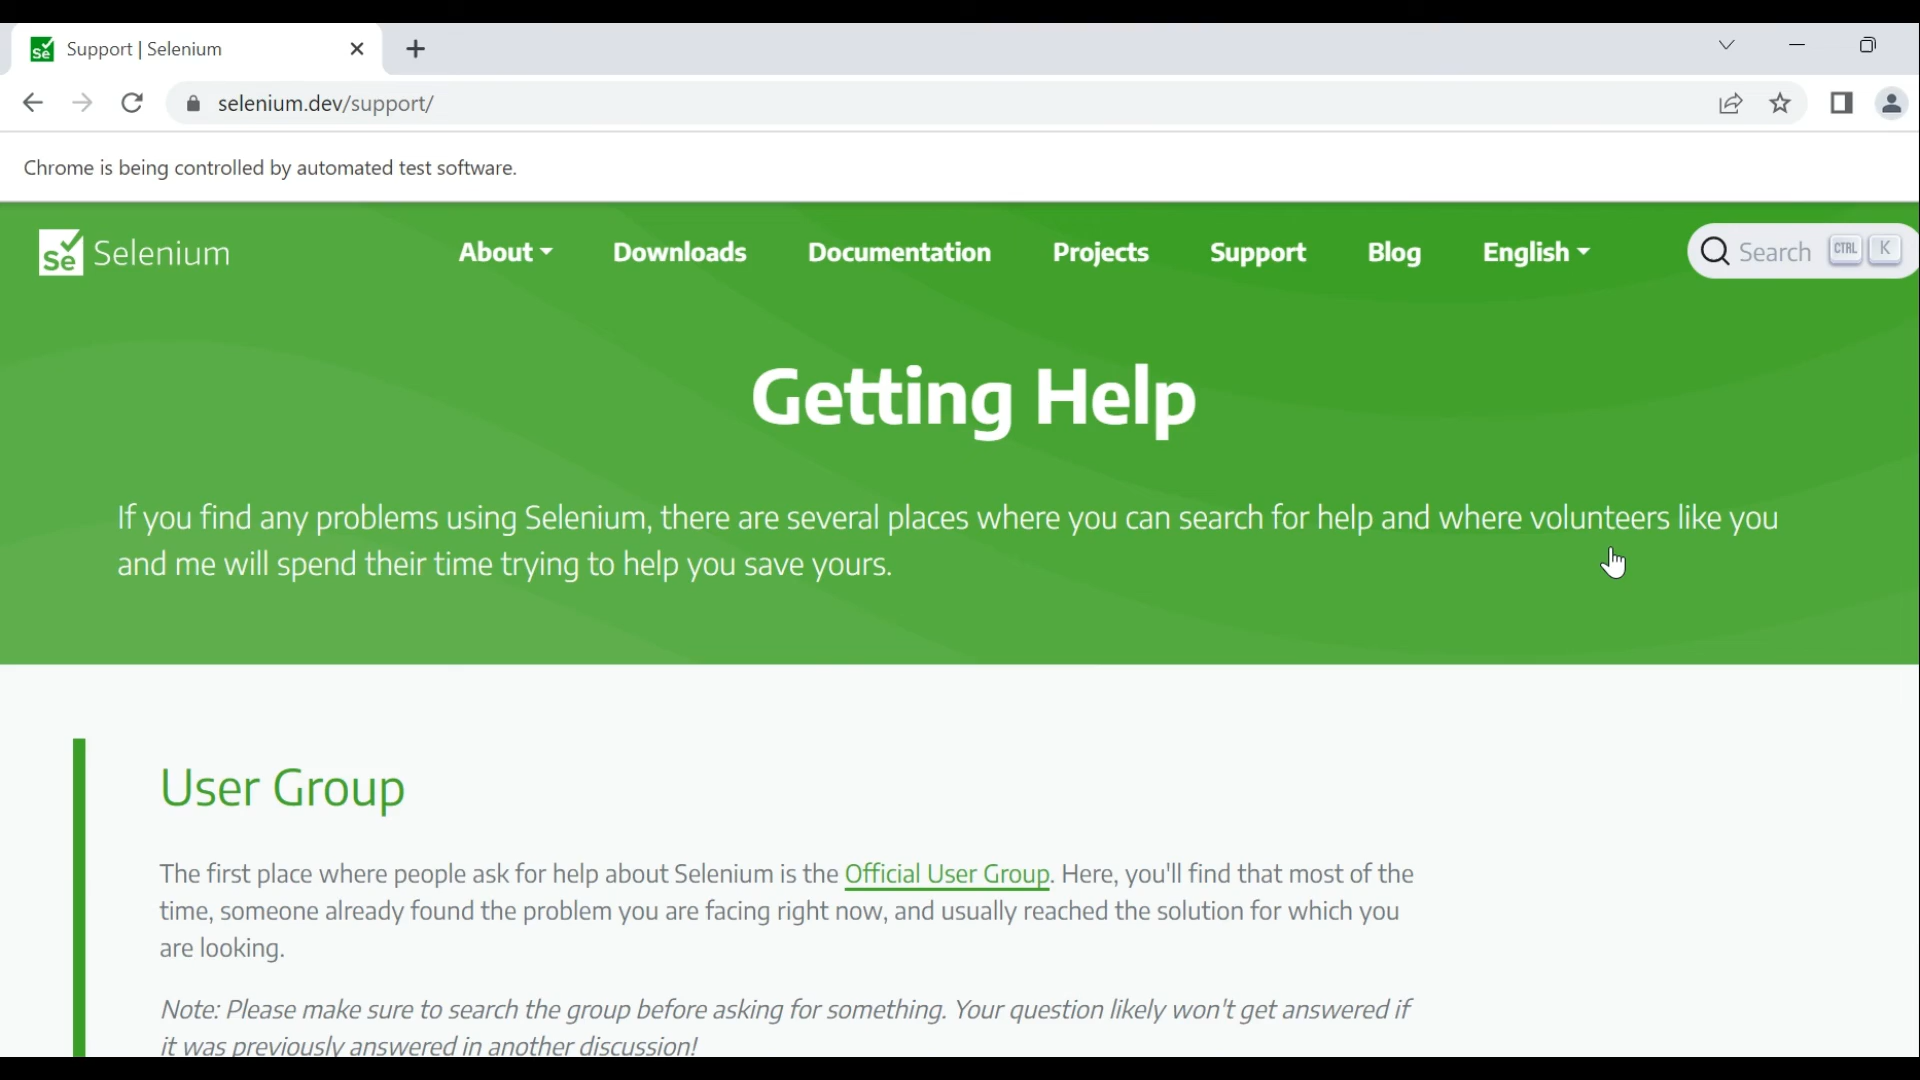 Support | Selenium
selenium.dev/support/
Chrome is being controlled by automated test software.
Se Selenium About Downloads Documentation Projects Support Blog English Search CTRL K
Getting Help
If you find any problems using Selenium, there are several places where you can search for help and where volunteers like you
and me will spend their time trying to help you save yours.
User Group
The first place where people ask for help about Selenium is the Official User Group. Here, you'll find that most of the
time, someone already found the problem you are facing right now, and usually reached the solution for which you
are looking.
Note: Please make sure to search the group before asking for something. Your question likely won't get answered if
it was previously answered in another discussion!